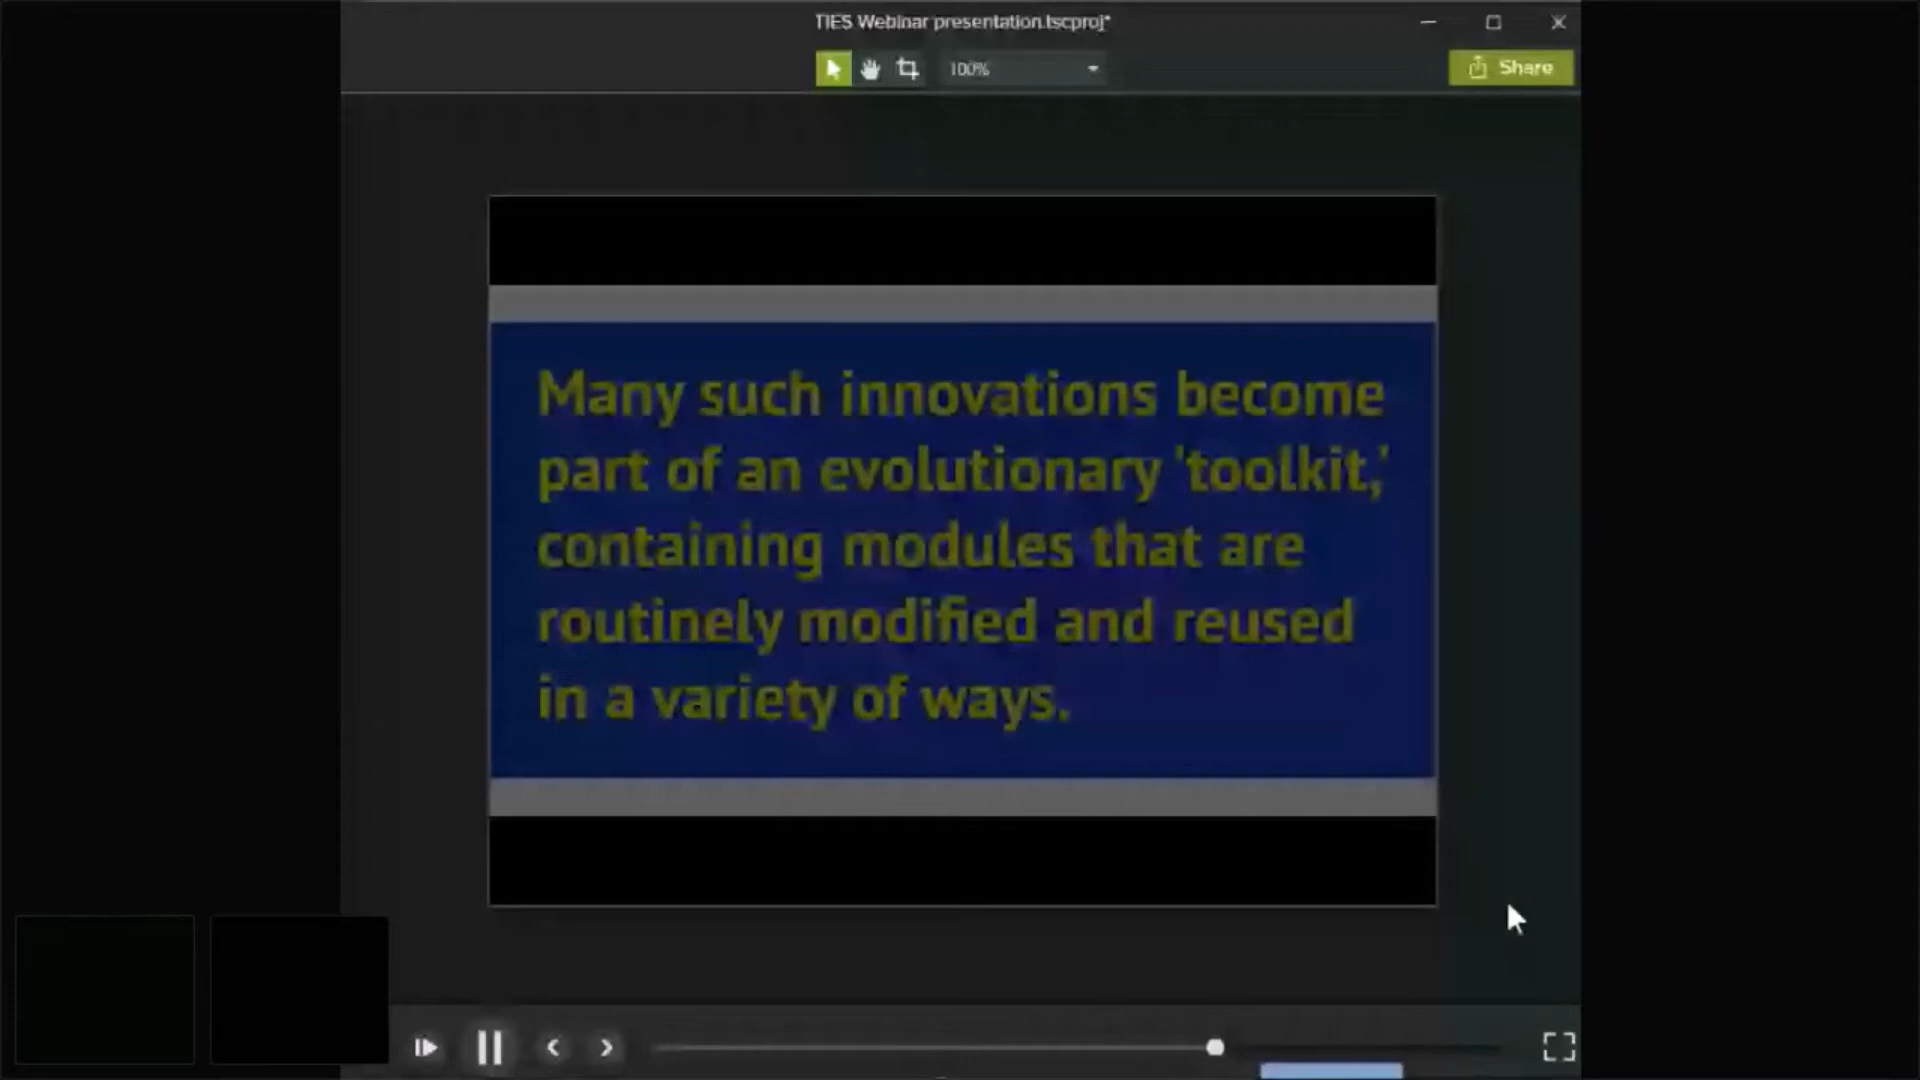 TIES Webinar presentation.tscproj*
100%
Share
Many such innovations become
part of an evolutionary 'toolkit,'
containing modules that are
routinely modified and reused
in a variety of ways.